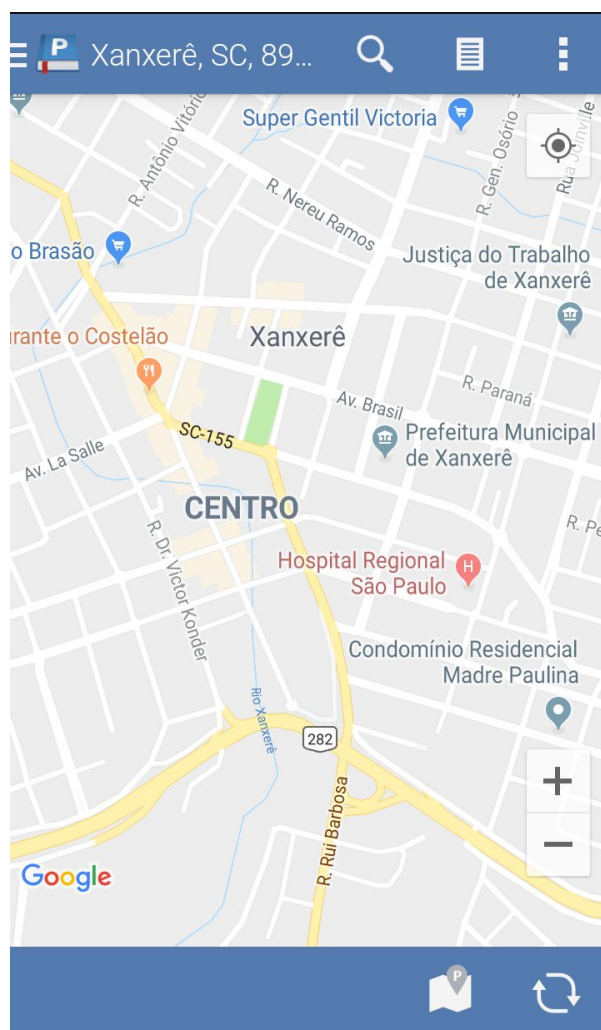 P
Xanxerê, SC, 89...
Super Gentil Victoria
R. Antônio Vitóri
R. Nereu Ramos
R. Gen. Osório
Rua Joinville
o Brasão
Justiça do Trabalho
de Xanxerê
urante o Costelão
Xanxerê
R. Paraná
Av. Brasil
SC-155
Prefeitura Municipal
de Xanxerê
Av. La Salle
CENTRO
R. Pe
R. Dr. Victor Konder
Hospital Regional
São Paulo
H
Condomínio Residencial
Madre Paulina
Rio Xanxerê
282
R. Rui Barbosa
+
−
Google
P